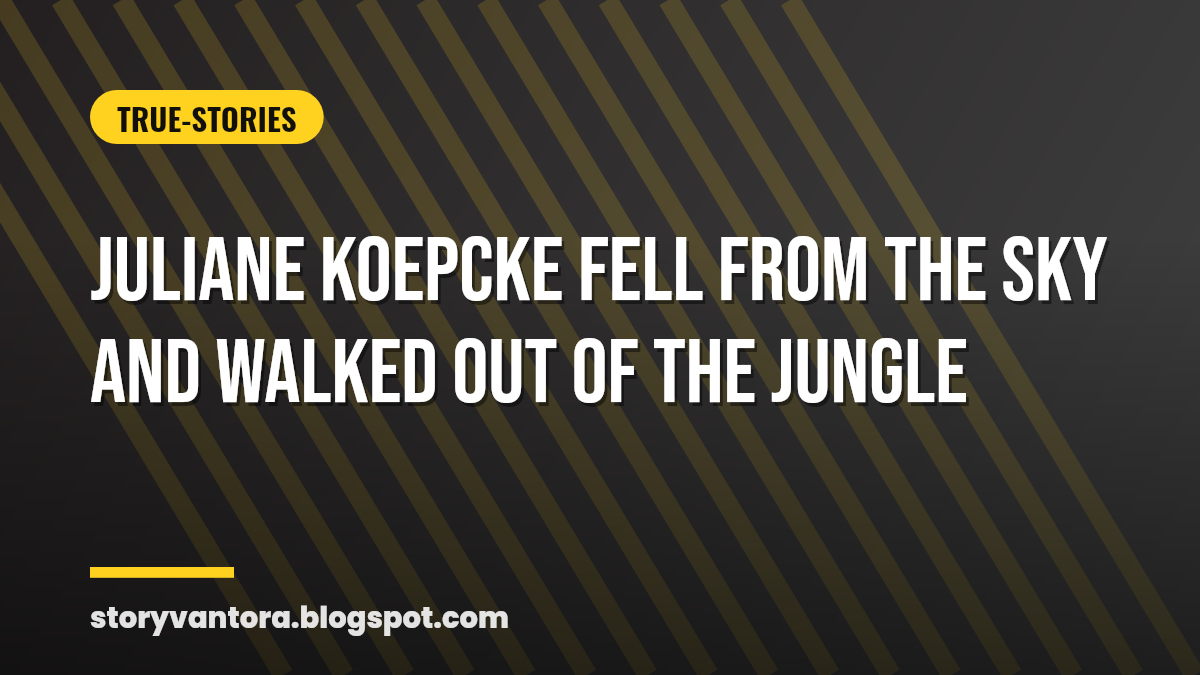 TRUE-STORIES
JULIANE KOEPCKE FELL FROM THE SKY
AND WALKED OUT OF THE JUNGLE
storyvantora.blogspot.com